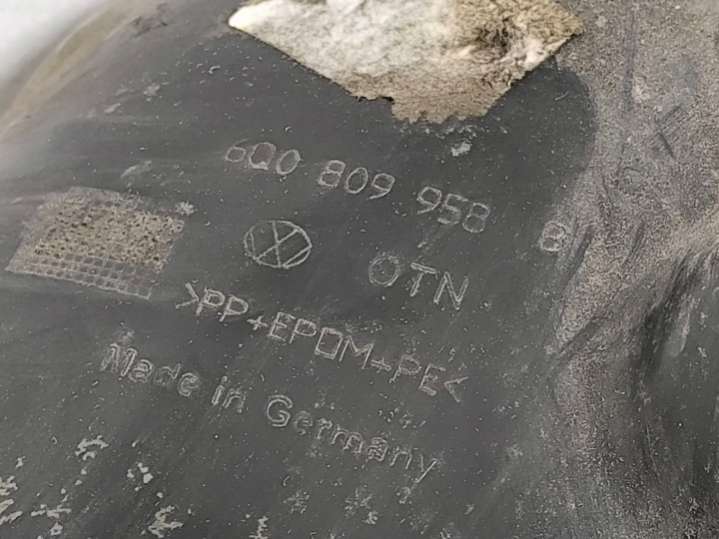 6Q0 809 958 B
OTN
>PP+EPDM+PE<
Made in Germany